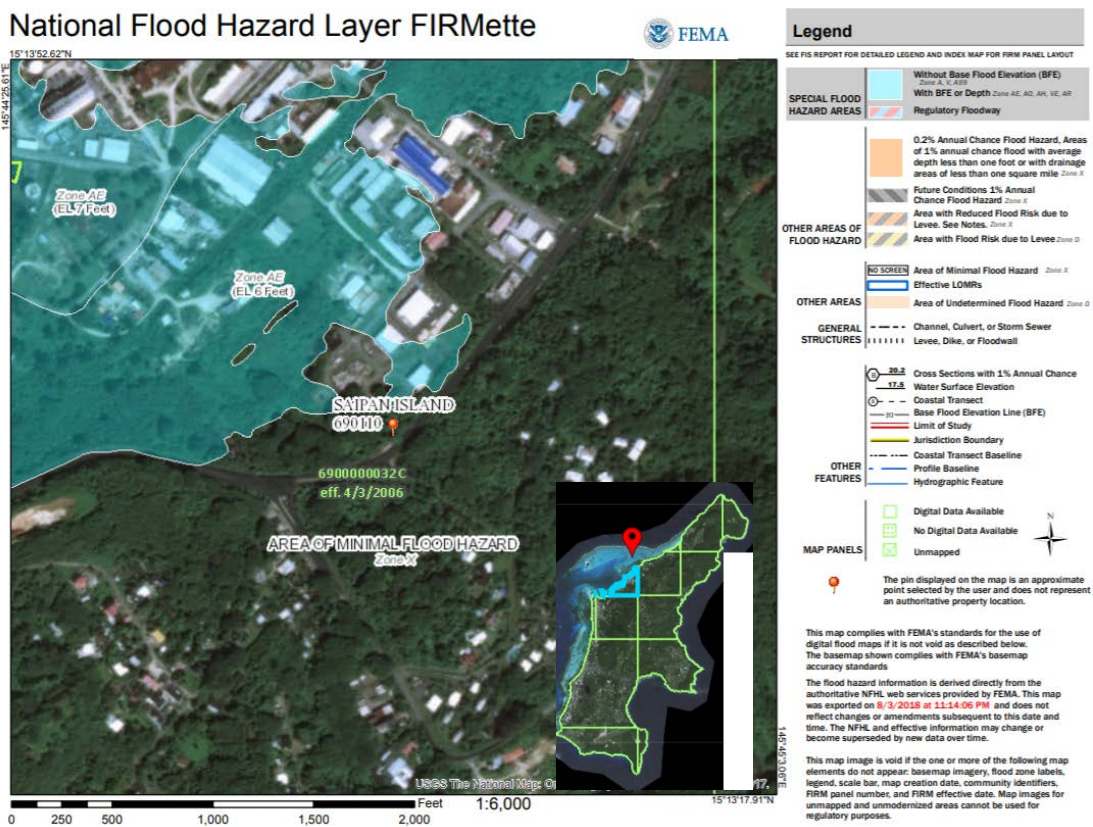 National Flood Hazard Layer FIRMette
FEMA
15°13'52.62"N
145°44'25.61"E
Zone AE
(EL 7 Feet)
Zone AE
(EL 6 Feet)
SAIPAN ISLAND
690110
6900000032C
eff. 4/3/2006
AREA OF MINIMAL FLOOD HAZARD
Zone X
USGS The National Map: O
17.
145°45'3.06"E
15°13'17.91"N
Feet
1:6,000
0 250 500 1,000 1,500 2,000
Legend
SEE FIS REPORT FOR DETAILED LEGEND AND INDEX MAP FOR FIRM PANEL LAYOUT
SPECIAL FLOOD
HAZARD AREAS
Without Base Flood Elevation (BFE)
Zone A, V, A99
With BFE or Depth Zone AE, AO, AH, VE, AR
Regulatory Floodway
OTHER AREAS OF
FLOOD HAZARD
0.2% Annual Chance Flood Hazard, Areas
of 1% annual chance flood with average
depth less than one foot or with drainage
areas of less than one square mile Zone X
Future Conditions 1% Annual
Chance Flood Hazard Zone X
Area with Reduced Flood Risk due to
Levee. See Notes. Zone X
Area with Flood Risk due to Levee Zone D
OTHER AREAS
NO SCREEN Area of Minimal Flood Hazard Zone X
Effective LOMRs
Area of Undetermined Flood Hazard Zone D
GENERAL
STRUCTURES
Channel, Culvert, or Storm Sewer
Levee, Dike, or Floodwall
OTHER
FEATURES
B 20.2 Cross Sections with 1% Annual Chance
17.5 Water Surface Elevation
Coastal Transect
Base Flood Elevation Line (BFE)
Limit of Study
Jurisdiction Boundary
Coastal Transect Baseline
Profile Baseline
Hydrographic Feature
MAP PANELS
Digital Data Available
No Digital Data Available
Unmapped
N
The pin displayed on the map is an approximate
point selected by the user and does not represent
an authoritative property location.
This map complies with FEMA's standards for the use of
digital flood maps if it is not void as described below.
The basemap shown complies with FEMA's basemap
accuracy standards
The flood hazard information is derived directly from the
authoritative NFHL web services provided by FEMA. This map
was exported on 8/3/2018 at 11:14:06 PM and does not
reflect changes or amendments subsequent to this date and
time. The NFHL and effective information may change or
become superseded by new data over time.
This map image is void if the one or more of the following map
elements do not appear: basemap imagery, flood zone labels,
legend, scale bar, map creation date, community identifiers,
FIRM panel number, and FIRM effective date. Map images for
unmapped and unmodernized areas cannot be used for
regulatory purposes.